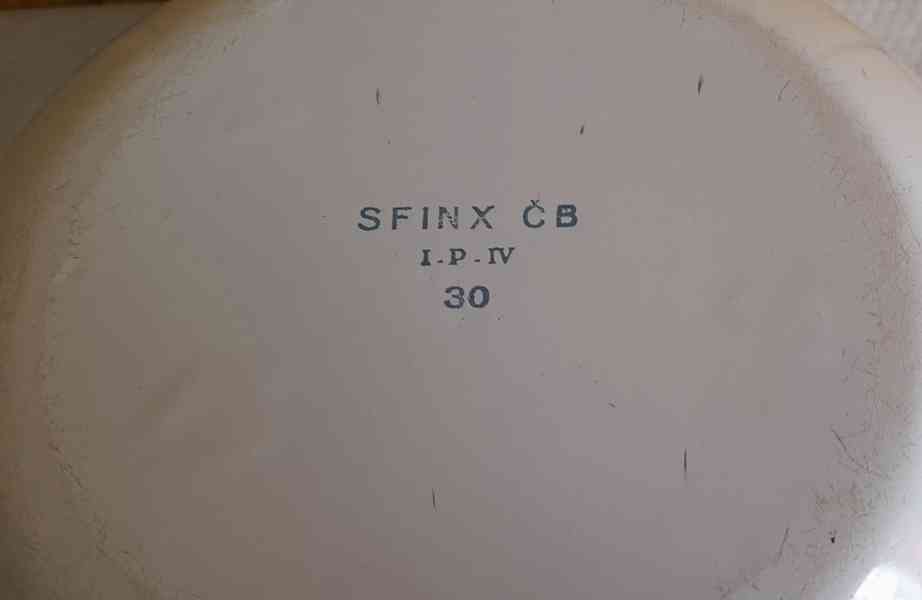 SFINX ČB
I-P-IV
30